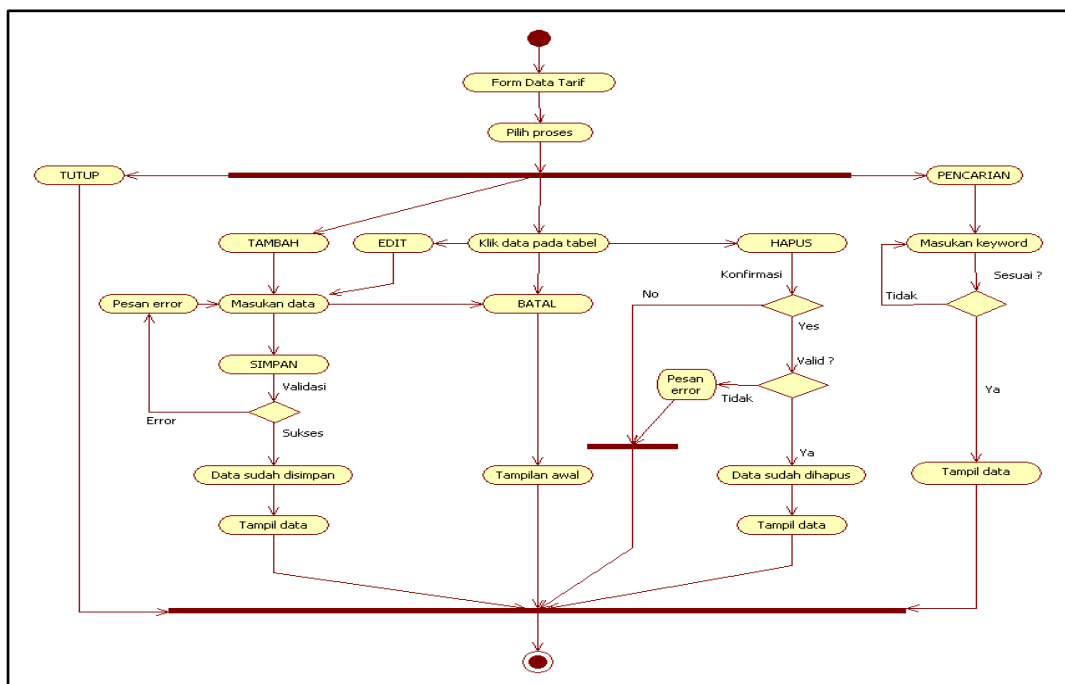 Form Data Tarif
Pilih proses
TUTUP
PENCARIAN
TAMBAH
EDIT
Klik data pada tabel
HAPUS
Masukan keyword
Konfirmasi
Sesuai ?
Pesan error
Masukan data
BATAL
No
Tidak
Yes
SIMPAN
Valid ?
Validasi
Pesan
error
Tidak
Ya
Error
Sukses
Ya
Data sudah disimpan
Tampilan awal
Data sudah dihapus
Tampil data
Tampil data
Tampil data